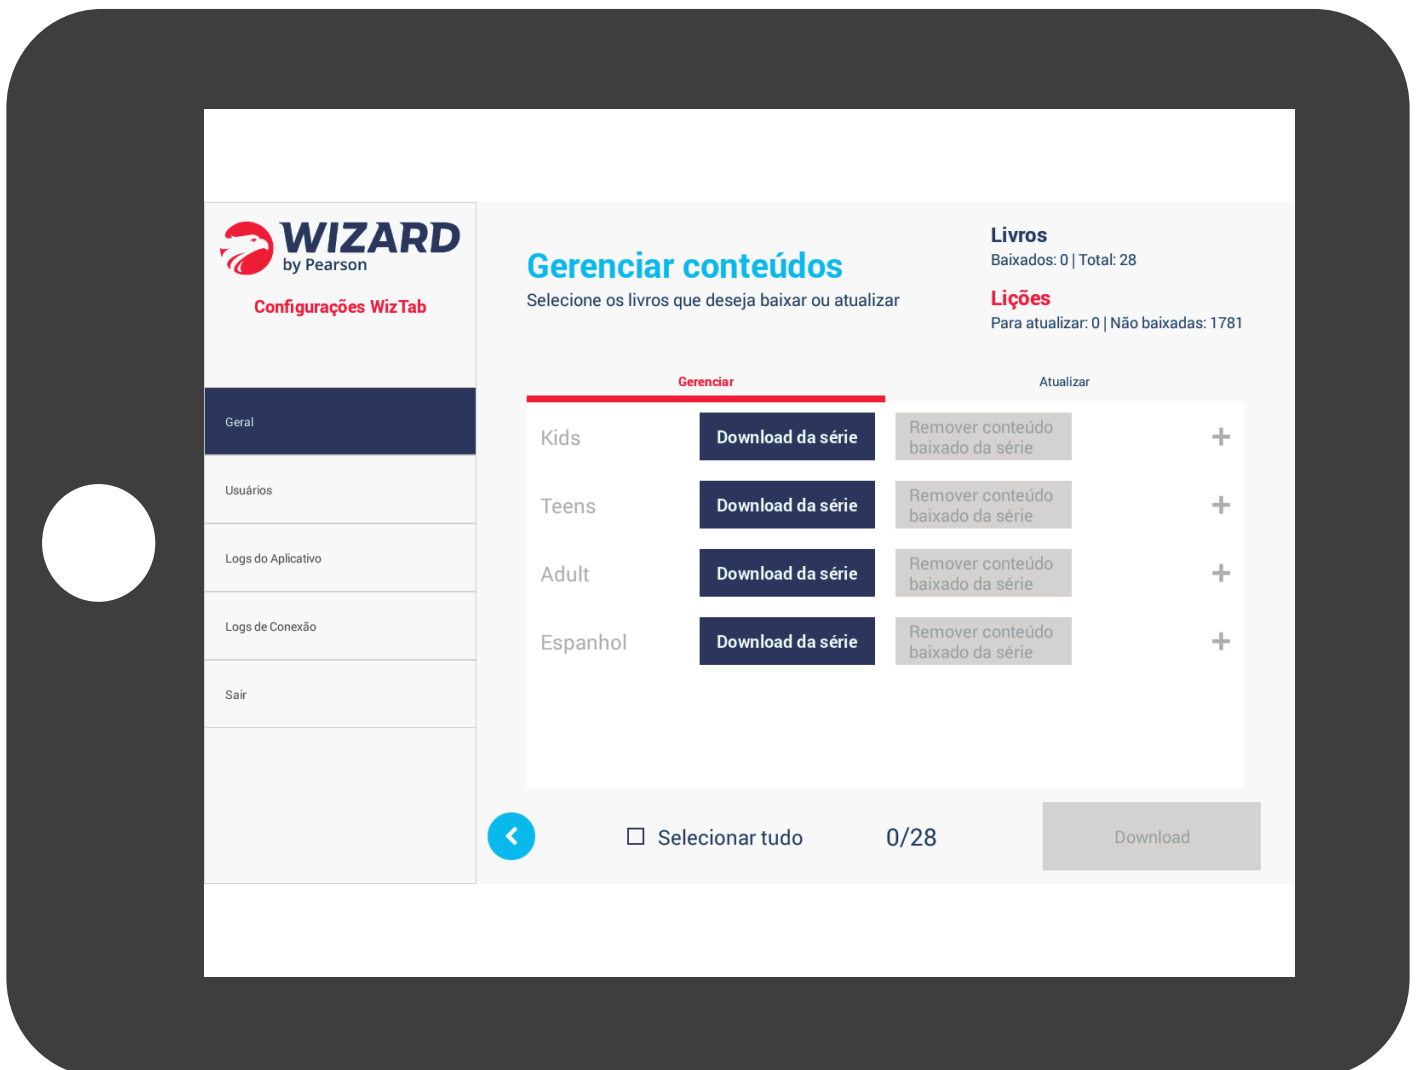 WIZARD
by Pearson
Configurações WizTab
Geral
Usuários
Logs do Aplicativo
Logs de Conexão
Sair
Gerenciar conteúdos
Selecione os livros que deseja baixar ou atualizar
Livros
Baixados: 0 | Total: 28
Lições
Para atualizar: 0 | Não baixadas: 1781
Gerenciar
Atualizar
Kids
Download da série
Remover conteúdo
baixado da série
Teens
Download da série
Remover conteúdo
baixado da série
Adult
Download da série
Remover conteúdo
baixado da série
Espanhol
Download da série
Remover conteúdo
baixado da série
Selecionar tudo
0/28
Download